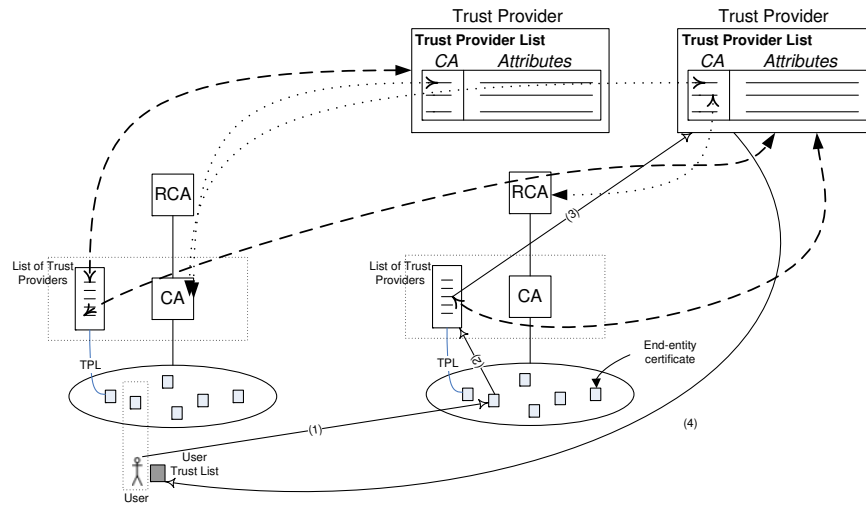 Trust Provider
Trust Provider
Trust Provider List
CA Attributes
Trust Provider List
CA Attributes
RCA
RCA
(3)
List of Trust
Providers
CA
List of Trust
Providers
CA
TPL
TPL
(2)
End-entity
certificate
(1)
(4)
User
Trust List
User